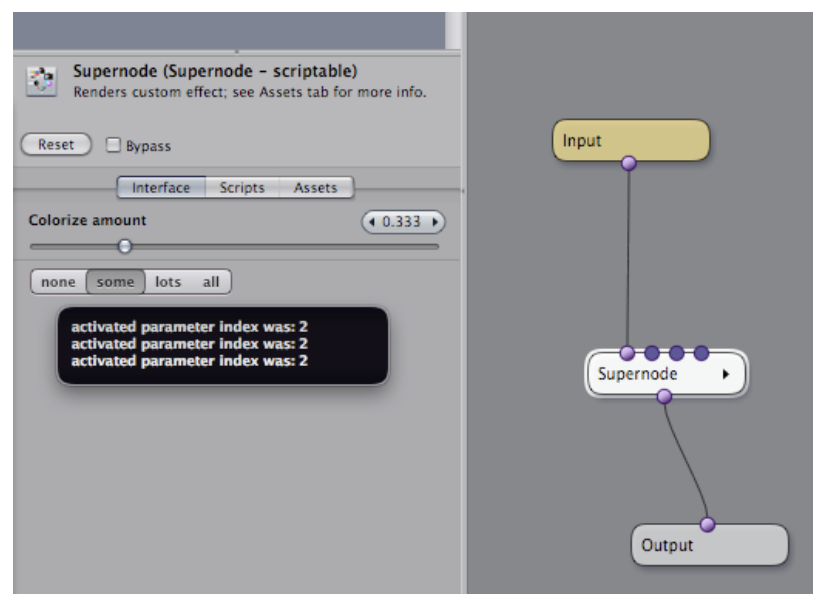 Supernode (Supernode – scriptable)
Renders custom effect; see Assets tab for more info.
Reset
Bypass
Interface Scripts Assets
Colorize amount
0.333
none some lots all
activated parameter index was: 2
activated parameter index was: 2
activated parameter index was: 2
Input
Supernode
Output